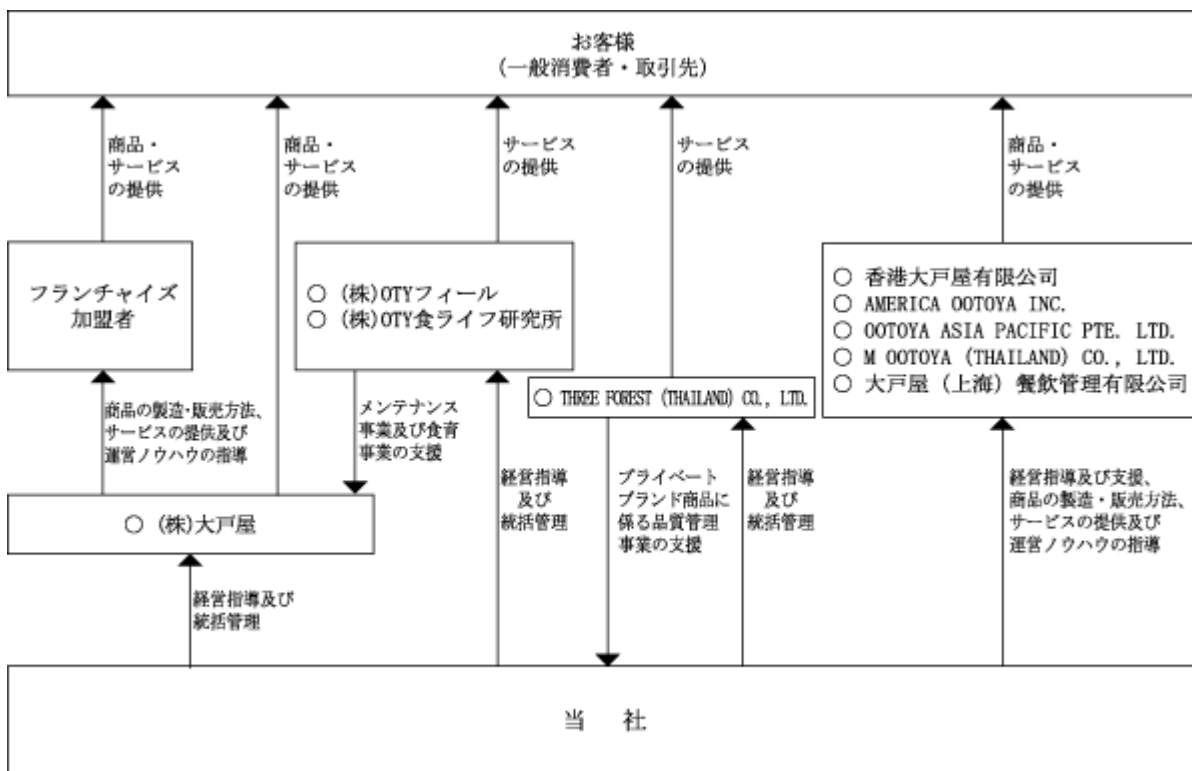 お客様
(一般消費者・取引先)
商品・
サービス
の提供
商品・
サービス
の提供
サービス
の提供
サービス
の提供
商品・
サービス
の提供
フランチャイズ
加盟者
○ (株)OTYフィール
○ (株)OTY食ライフ研究所
○ THREE FOREST (THAILAND) CO., LTD.
○ 香港大戸屋有限公司
○ AMERICA OOTOYA INC.
○ OOTOYA ASIA PACIFIC PTE. LTD.
○ M OOTOYA (THAILAND) CO., LTD.
○ 大戸屋（上海）餐飲管理有限公司
商品の製造・販売方法、
サービスの提供及び
運営ノウハウの指導
メンテナンス
事業及び食育
事業の支援
経営指導
及び
統括管理
プライベート
ブランド商品に
係る品質管理
事業の支援
経営指導
及び
統括管理
経営指導及び支援、
商品の製造・販売方法、
サービスの提供及び
運営ノウハウの指導
○ (株)大戸屋
経営指導及び
統括管理
当 社